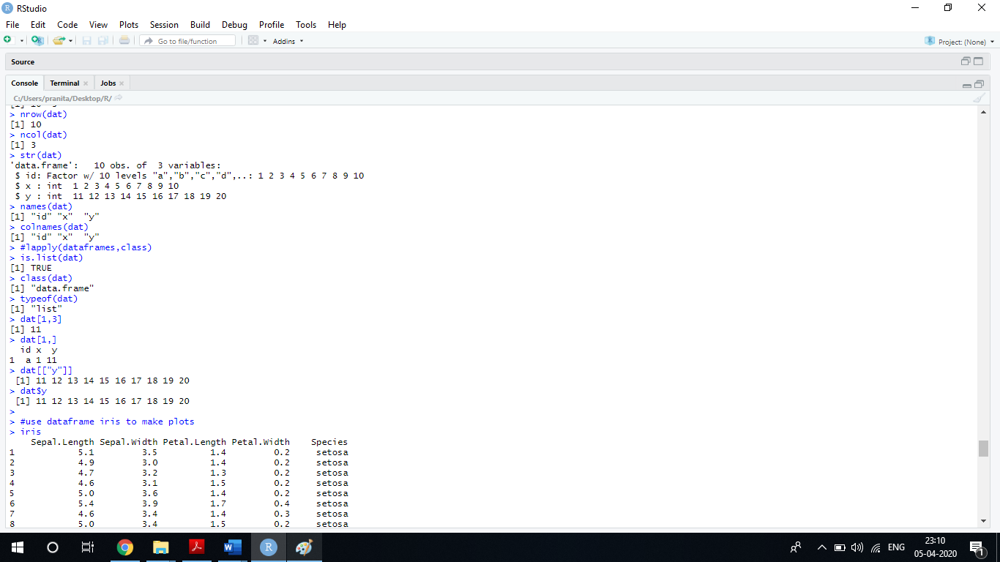 RStudio
File Edit Code View Plots Session Build Debug Profile Tools Help
Go to file/function Addins Project: (None)
Source
Console Terminal Jobs
C:/Users/pranita/Desktop/R/
> nrow(dat)
[1] 10
> ncol(dat)
[1] 3
> str(dat)
'data.frame':   10 obs. of  3 variables:
 $ id: Factor w/ 10 levels "a","b","c","d",..: 1 2 3 4 5 6 7 8 9 10
 $ x : int  1 2 3 4 5 6 7 8 9 10
 $ y : int  11 12 13 14 15 16 17 18 19 20
> names(dat)
[1] "id" "x"  "y"
> colnames(dat)
[1] "id" "x"  "y"
> #lapply(dataframes,class)
> is.list(dat)
[1] TRUE
> class(dat)
[1] "data.frame"
> typeof(dat)
[1] "list"
> dat[1,3]
[1] 11
> dat[1,]
  id x  y
1  a 1 11
> dat[["y"]]
 [1] 11 12 13 14 15 16 17 18 19 20
> dat$y
 [1] 11 12 13 14 15 16 17 18 19 20
>
> #use dataframe iris to make plots
> iris
    Sepal.Length Sepal.Width Petal.Length Petal.Width    Species
1            5.1         3.5          1.4         0.2     setosa
2            4.9         3.0          1.4         0.2     setosa
3            4.7         3.2          1.3         0.2     setosa
4            4.6         3.1          1.5         0.2     setosa
5            5.0         3.6          1.4         0.2     setosa
6            5.4         3.9          1.7         0.4     setosa
7            4.6         3.4          1.4         0.3     setosa
8            5.0         3.4          1.5         0.2     setosa
ENG
23:10
05-04-2020
1